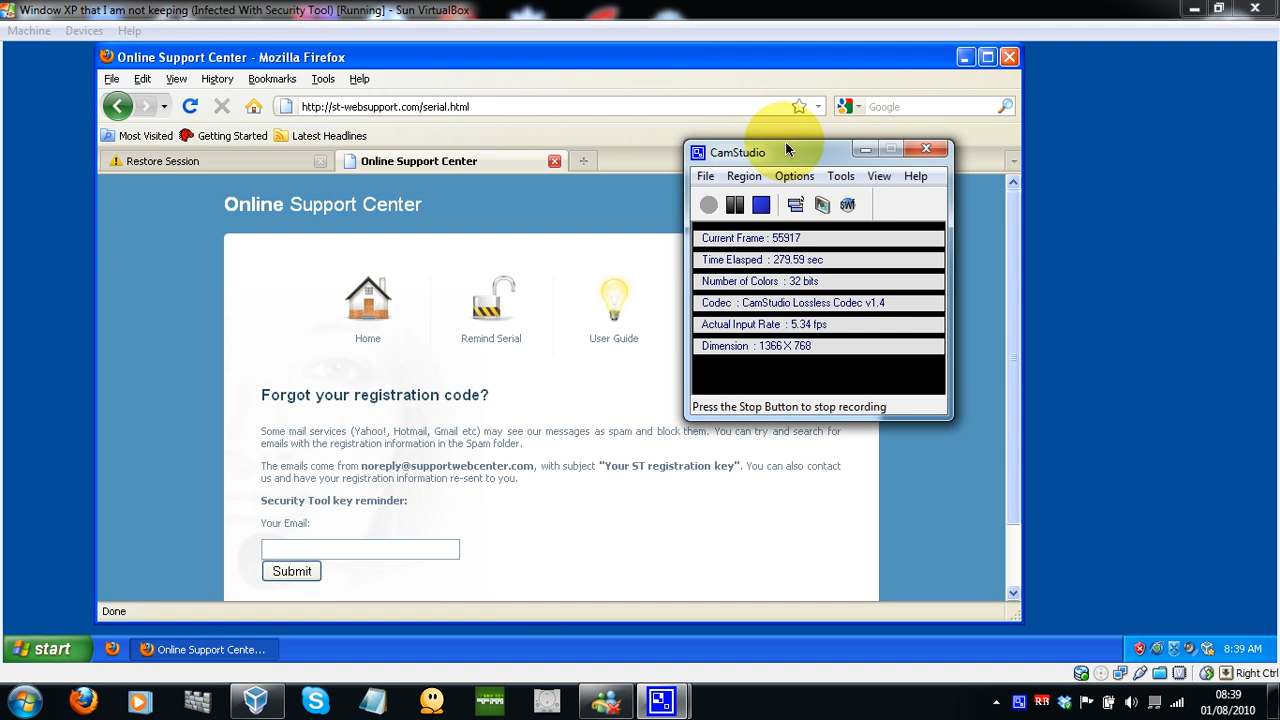 Window XP that I am not keeping (Infected With Security Tool) [Running] - Sun VirtualBox
Machine Devices Help
Online Support Center - Mozilla Firefox
File Edit View History Bookmarks Tools Help
http://st-websupport.com/serial.html
Google
Most Visited Getting Started Latest Headlines
Restore Session
Online Support Center
Online Support Center
Home
Remind Serial
User Guide
Forgot your registration code?
Some mail services (Yahoo!, Hotmail, Gmail etc) may see our messages as spam and block them. You can try and search for
emails with the registration information in the Spam folder.
The emails come from noreply@supportwebcenter.com, with subject "Your ST registration key". You can also contact
us and have your registration information re-sent to you.
Security Tool key reminder:
Your Email:
Submit
Done
CamStudio
File Region Options Tools View Help
SWF
Current Frame : 55917
Time Elasped : 279.59 sec
Number of Colors : 32 bits
Codec : CamStudio Lossless Codec v1.4
Actual Input Rate : 5.34 fps
Dimension : 1366 X 768
Press the Stop Button to stop recording
start
Online Support Cente...
8:39 AM
Right Ctrl
08:39
01/08/2010